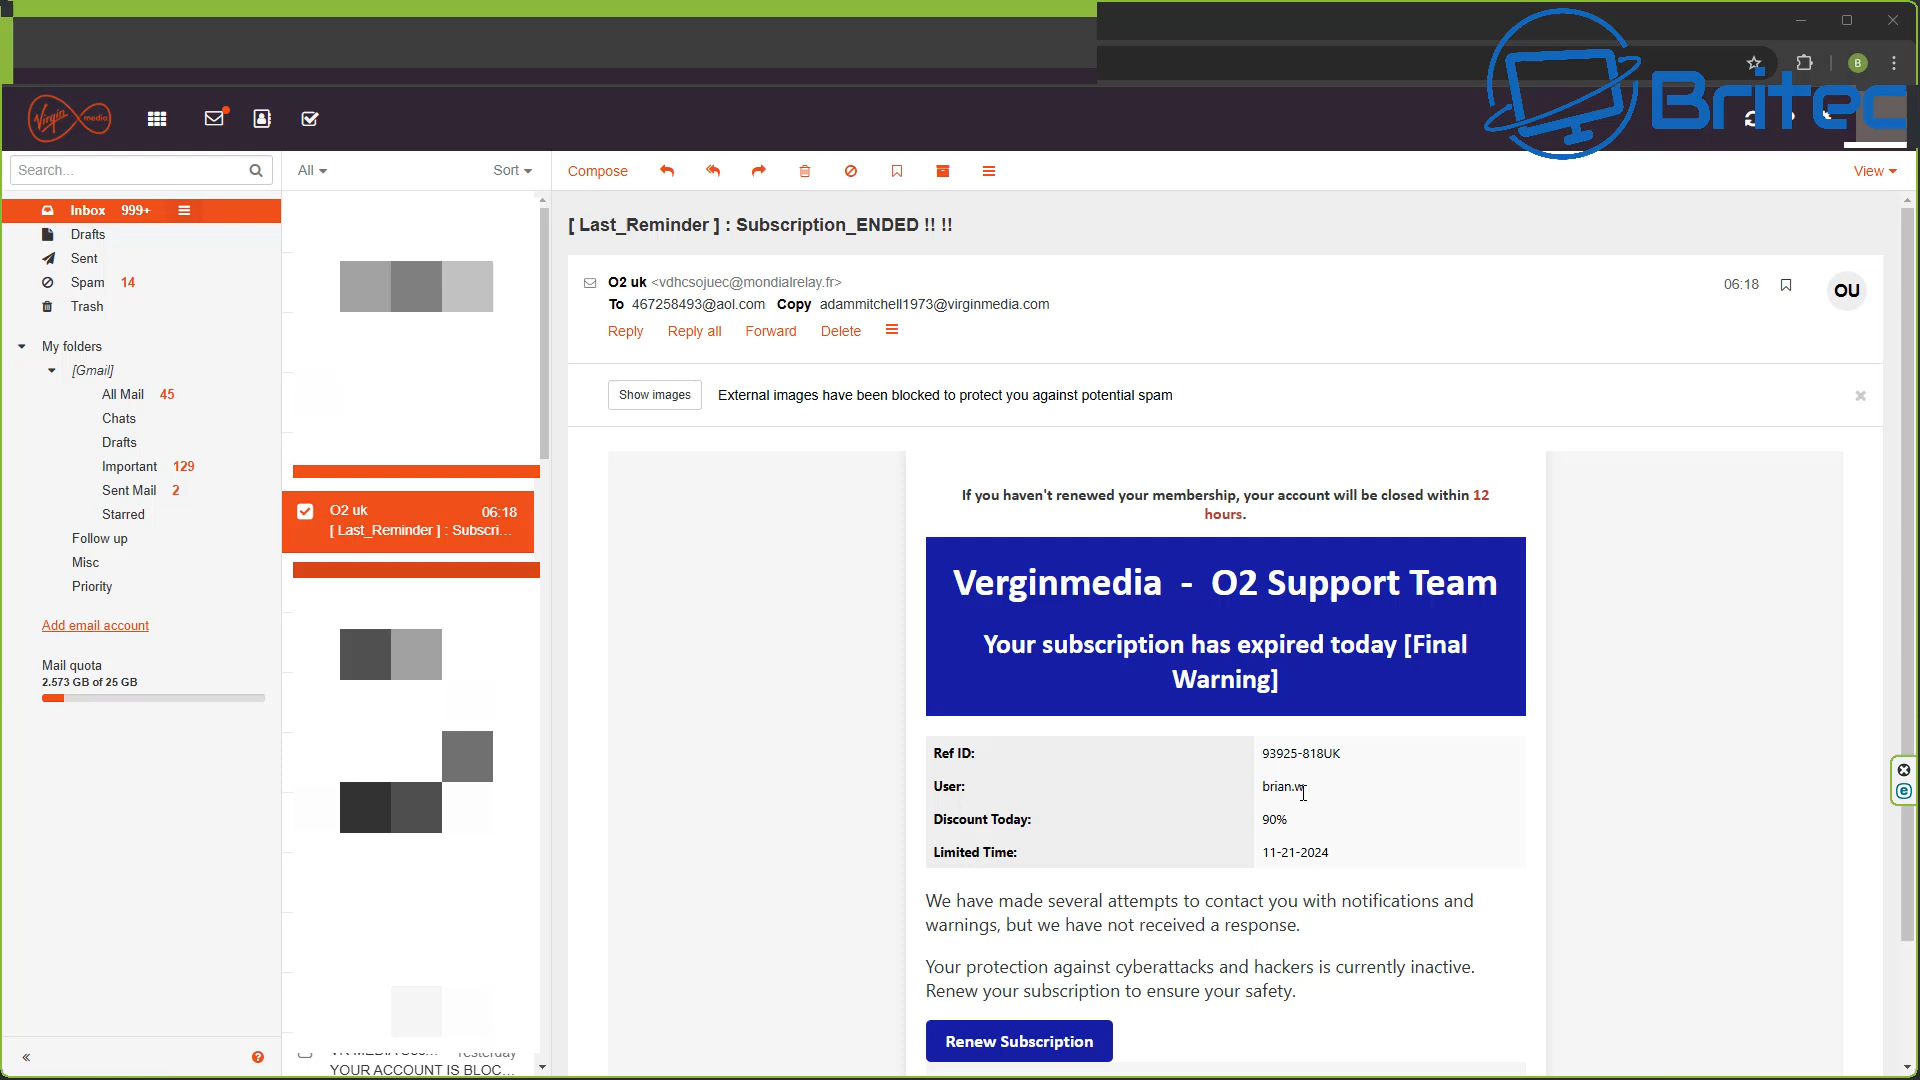 B
Britec
Virgin media
Search...
All
Sort
Compose
View
Inbox 999+
Drafts
Sent
Spam 14
Trash
My folders
[Gmail]
All Mail 45
Chats
Drafts
Important 129
Sent Mail 2
Starred
Follow up
Misc
Priority
Add email account
Mail quota
2.573 GB of 25 GB
O2 uk 06:18
[ Last_Reminder ] : Subscri...
Yesterday
YOUR ACCOUNT IS BLOC...
[ Last_Reminder ] : Subscription_ENDED !! !!
O2 uk <vdhcsojuec@mondialrelay.fr>
06:18
OU
To 467258493@aol.com Copy adammitchell1973@virginmedia.com
Reply Reply all Forward Delete
Show images External images have been blocked to protect you against potential spam
If you haven't renewed your membership, your account will be closed within 12
hours.
Verginmedia - O2 Support Team
Your subscription has expired today [Final
Warning]
Ref ID: 93925-818UK
User: brian.w
Discount Today: 90%
Limited Time: 11-21-2024
We have made several attempts to contact you with notifications and
warnings, but we have not received a response.
Your protection against cyberattacks and hackers is currently inactive.
Renew your subscription to ensure your safety.
Renew Subscription